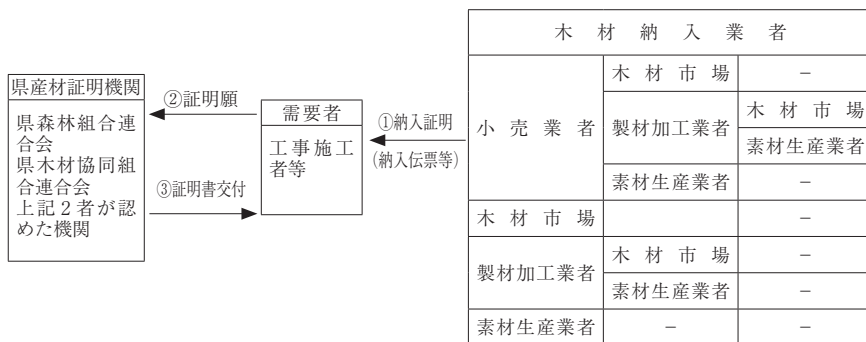 県産材証明機関
県森林組合連
合会
県木材協同組
合連合会
上記2者が認
めた機関
②証明願
③証明書交付
需要者
工事施工
者等
①納入証明
(納入伝票等)
木材納入業者
小売業者 木材市場 −
製材加工業者 木材市場
素材生産業者
素材生産業者 −
木材市場 −
製材加工業者 木材市場 −
素材生産業者 −
素材生産業者 − −